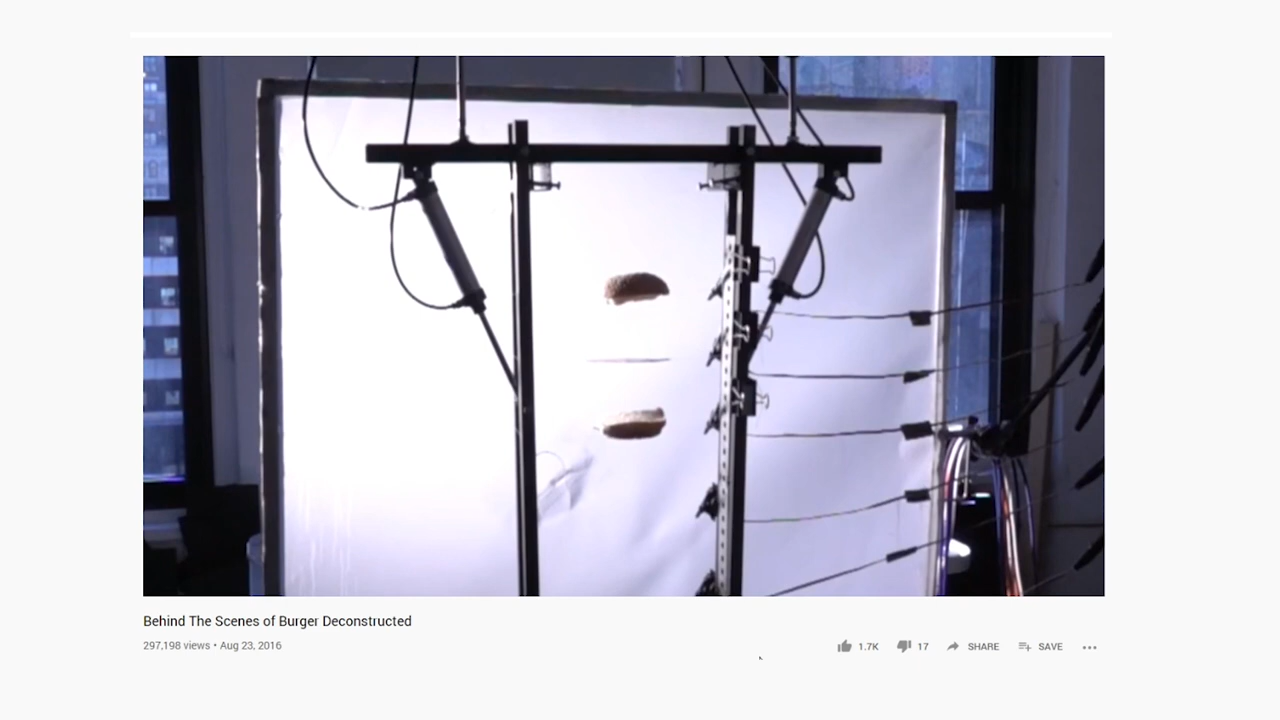 Behind The Scenes of Burger Deconstructed
297,198 views • Aug 23, 2016
1.7K 17 SHARE SAVE